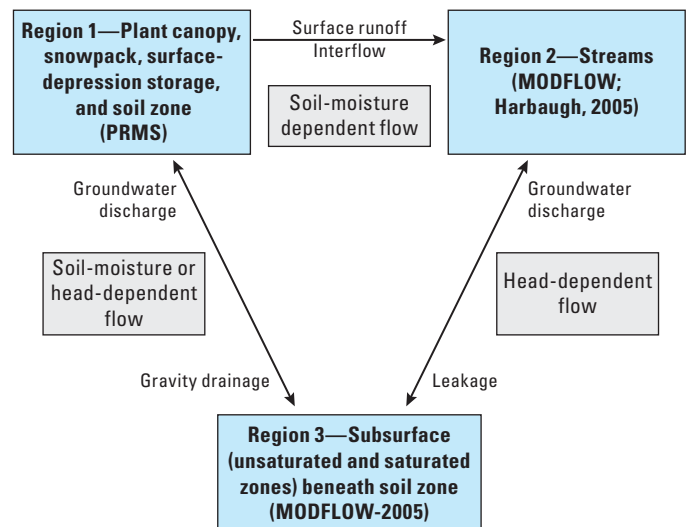 Region 1—Plant canopy,
snowpack, surface-
depression storage,
and soil zone
(PRMS)
Surface runoff
Interflow
Region 2—Streams
(MODFLOW;
Harbaugh, 2005)
Soil-moisture
dependent flow
Groundwater
discharge
Groundwater
discharge
Soil-moisture or
head-dependent
flow
Head-dependent
flow
Gravity drainage
Leakage
Region 3—Subsurface
(unsaturated and saturated
zones) beneath soil zone
(MODFLOW-2005)